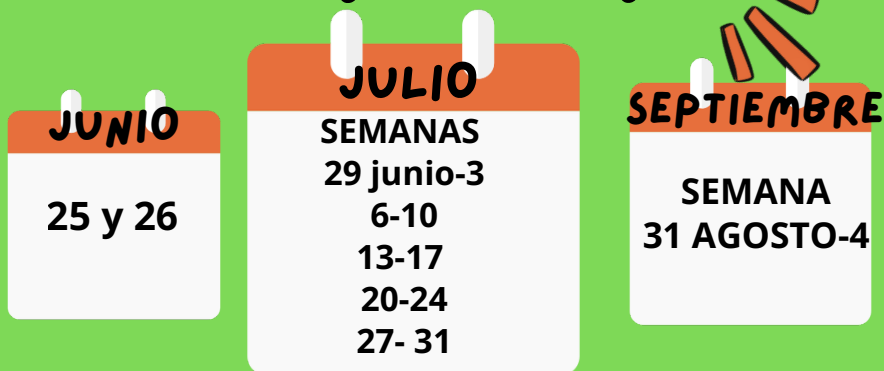 JUNIO
25 y 26
JULIO
SEMANAS
29 junio-3
6-10
13-17
20-24
27- 31
SEPTIEMBRE
SEMANA
31 AGOSTO-4